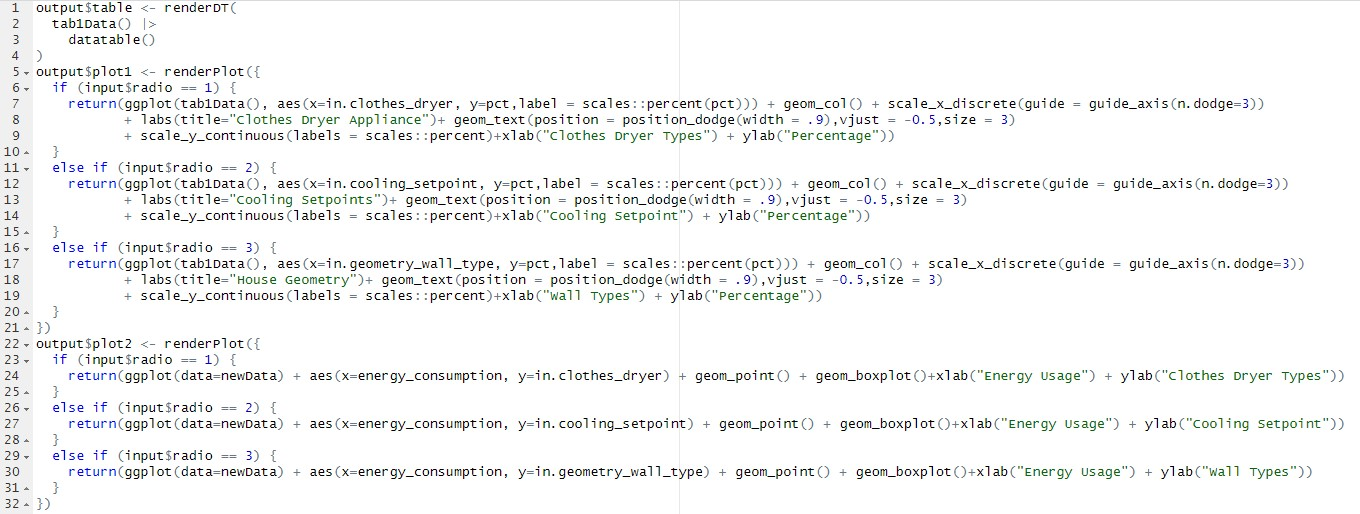 1 output$table <- renderDT(
2   tab1Data() |>
3     datatable()
4 )
5 output$plot1 <- renderPlot({
6   if (input$radio == 1) {
7     return(ggplot(tab1Data(), aes(x=in.clothes_dryer, y=pct,label = scales::percent(pct))) + geom_col() + scale_x_discrete(guide = guide_axis(n.dodge=3))
8            + labs(title="Clothes Dryer Appliance")+ geom_text(position = position_dodge(width = .9),vjust = -0.5,size = 3)
9            + scale_y_continuous(labels = scales::percent)+xlab("Clothes Dryer Types") + ylab("Percentage"))
10   }
11   else if (input$radio == 2) {
12     return(ggplot(tab1Data(), aes(x=in.cooling_setpoint, y=pct,label = scales::percent(pct))) + geom_col() + scale_x_discrete(guide = guide_axis(n.dodge=3))
13            + labs(title="Cooling Setpoints")+ geom_text(position = position_dodge(width = .9),vjust = -0.5,size = 3)
14            + scale_y_continuous(labels = scales::percent)+xlab("Cooling Setpoint") + ylab("Percentage"))
15   }
16   else if (input$radio == 3) {
17     return(ggplot(tab1Data(), aes(x=in.geometry_wall_type, y=pct,label = scales::percent(pct))) + geom_col() + scale_x_discrete(guide = guide_axis(n.dodge=3))
18            + labs(title="House Geometry")+ geom_text(position = position_dodge(width = .9),vjust = -0.5,size = 3)
19            + scale_y_continuous(labels = scales::percent)+xlab("Wall Types") + ylab("Percentage"))
20   }
21 })
22 output$plot2 <- renderPlot({
23   if (input$radio == 1) {
24     return(ggplot(data=newData) + aes(x=energy_consumption, y=in.clothes_dryer) + geom_point() + geom_boxplot()+xlab("Energy Usage") + ylab("Clothes Dryer Types"))
25   }
26   else if (input$radio == 2) {
27     return(ggplot(data=newData) + aes(x=energy_consumption, y=in.cooling_setpoint) + geom_point() + geom_boxplot()+xlab("Energy Usage") + ylab("Cooling Setpoint"))
28   }
29   else if (input$radio == 3) {
30     return(ggplot(data=newData) + aes(x=energy_consumption, y=in.geometry_wall_type) + geom_point() + geom_boxplot()+xlab("Energy Usage") + ylab("Wall Types"))
31   }
32 })